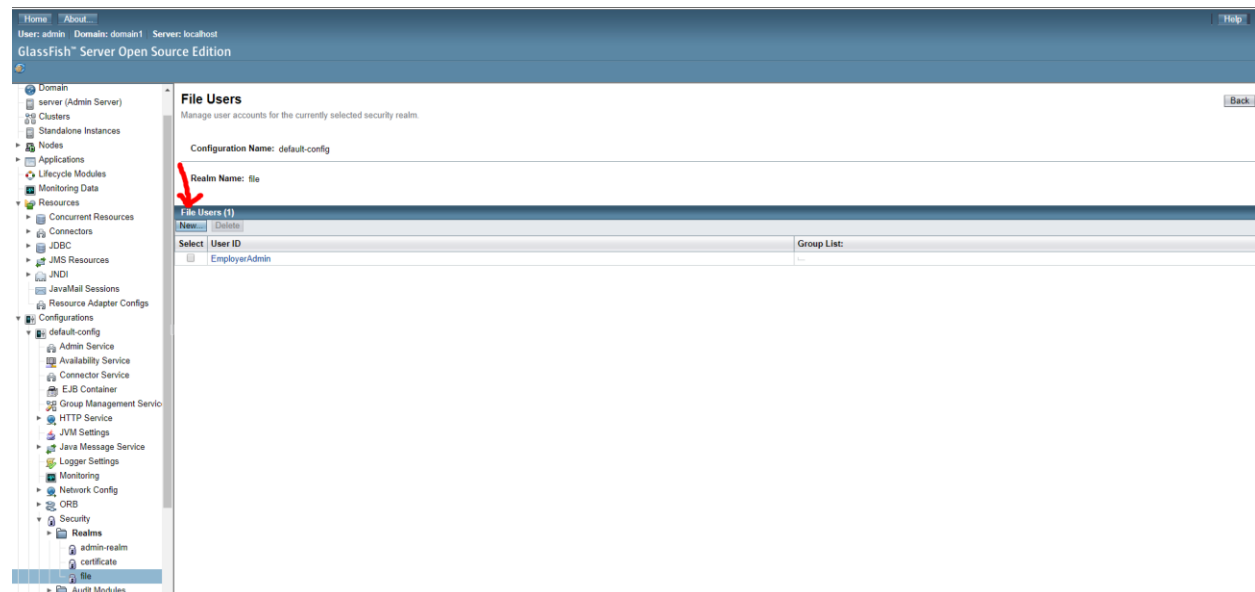 Home About... Help
User: admin Domain: domain1 Server: localhost
GlassFish™ Server Open Source Edition
Domain
server (Admin Server)
Clusters
Standalone Instances
Nodes
Applications
Lifecycle Modules
Monitoring Data
Resources
Concurrent Resources
Connectors
JDBC
JMS Resources
JNDI
JavaMail Sessions
Resource Adapter Configs
Configurations
default-config
Admin Service
Availability Service
Connector Service
EJB Container
Group Management Servic
HTTP Service
JVM Settings
Java Message Service
Logger Settings
Monitoring
Network Config
ORB
Security
Realms
admin-realm
certificate
file
Audit Modules
File Users
Back
Manage user accounts for the currently selected security realm.
Configuration Name: default-config
Realm Name: file
File Users (1)
New... Delete
Select User ID Group List:
EmployerAdmin